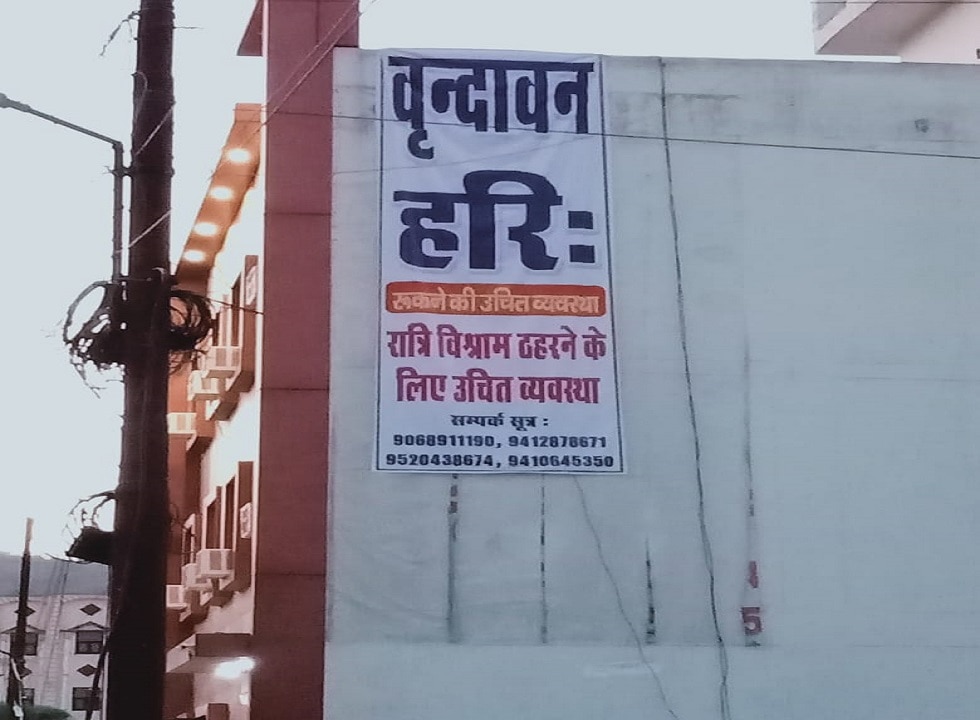 वृन्दावन
हरि:
रूकने की उचित व्यवस्था
रात्रि विश्राम ठहरने के
लिए उचित व्यवस्था
सम्पर्क सूत्र :
9068911190, 9412878671
9520438674, 9410645350